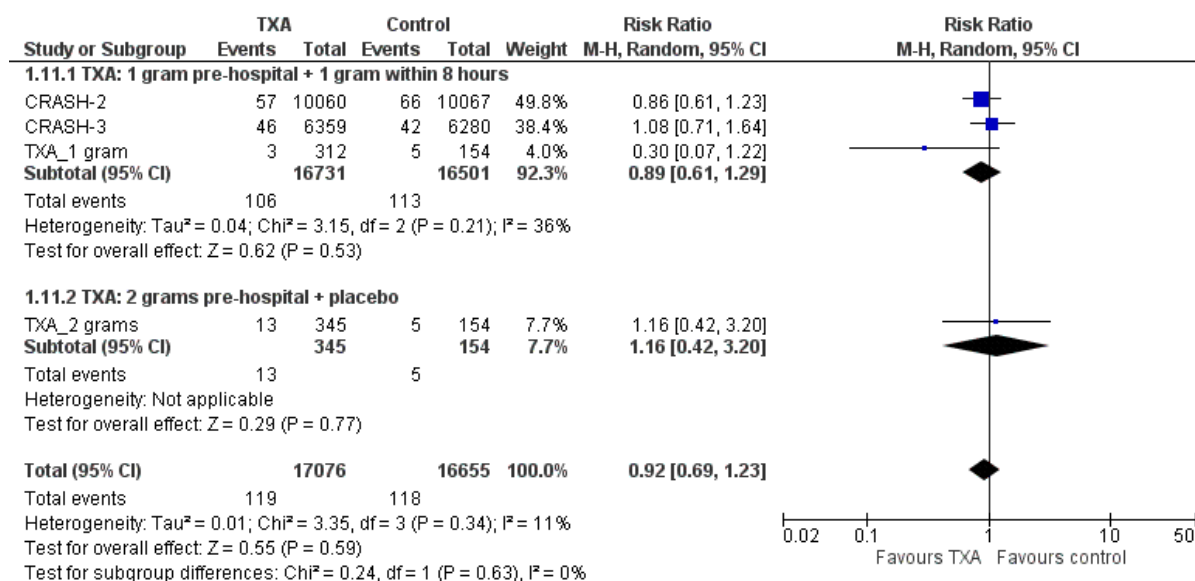 TXA Control Risk Ratio Risk Ratio
Study or Subgroup Events Total Events Total Weight M-H, Random, 95% CI M-H, Random, 95% CI
1.11.1 TXA: 1 gram pre-hospital + 1 gram within 8 hours
CRASH-2 57 10060 66 10067 49.8% 0.86 [0.61, 1.23]
CRASH-3 46 6359 42 6280 38.4% 1.08 [0.71, 1.64]
TXA_1 gram 3 312 5 154 4.0% 0.30 [0.07, 1.22]
Subtotal (95% CI) 16731 16501 92.3% 0.89 [0.61, 1.29]
Total events 106 113
Heterogeneity: Tau² = 0.04; Chi² = 3.15, df = 2 (P = 0.21); I² = 36%
Test for overall effect: Z = 0.62 (P = 0.53)
1.11.2 TXA: 2 grams pre-hospital + placebo
TXA_2 grams 13 345 5 154 7.7% 1.16 [0.42, 3.20]
Subtotal (95% CI) 345 154 7.7% 1.16 [0.42, 3.20]
Total events 13 5
Heterogeneity: Not applicable
Test for overall effect: Z = 0.29 (P = 0.77)
Total (95% CI) 17076 16655 100.0% 0.92 [0.69, 1.23]
Total events 119 118
Heterogeneity: Tau² = 0.01; Chi² = 3.35, df = 3 (P = 0.34); I² = 11%
Test for overall effect: Z = 0.55 (P = 0.59)
Test for subgroup differences: Chi² = 0.24, df = 1 (P = 0.63), I² = 0%
0.02 0.1 1 10 50
Favours TXA Favours control